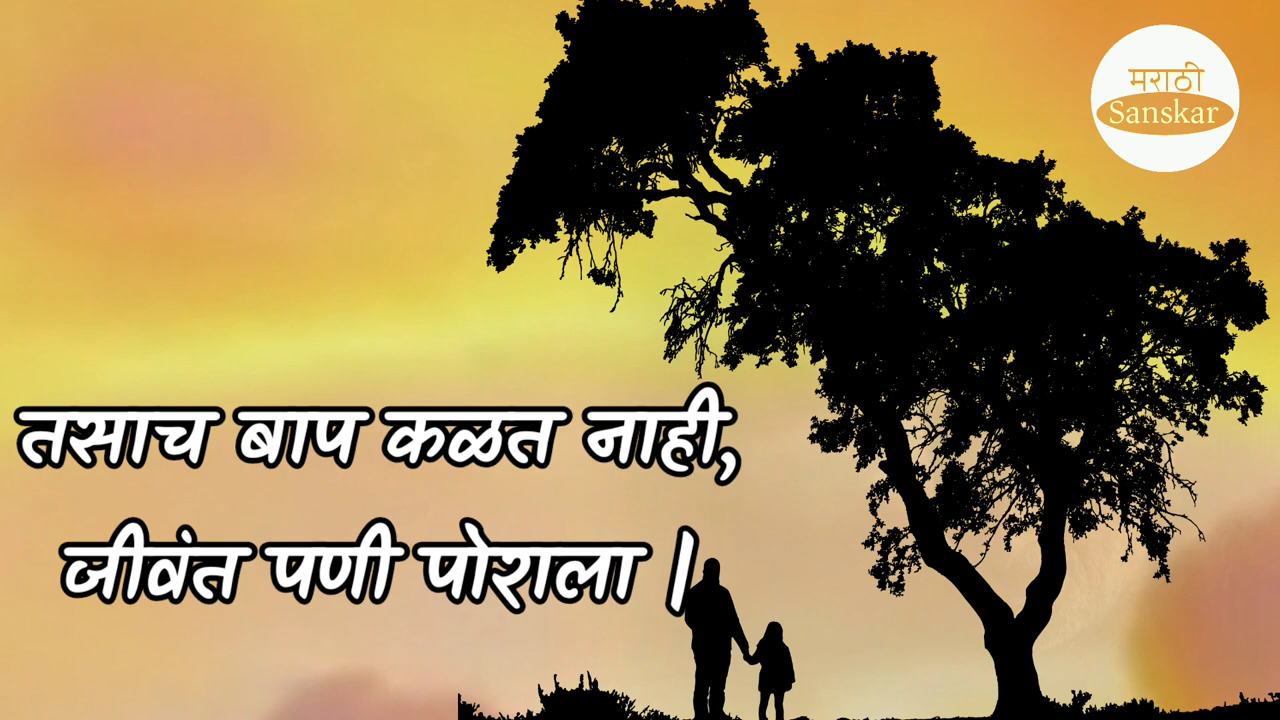 मराठी
Sanskar
तसाच बाप कळत नाही,
जीवंत पणी पोराला |